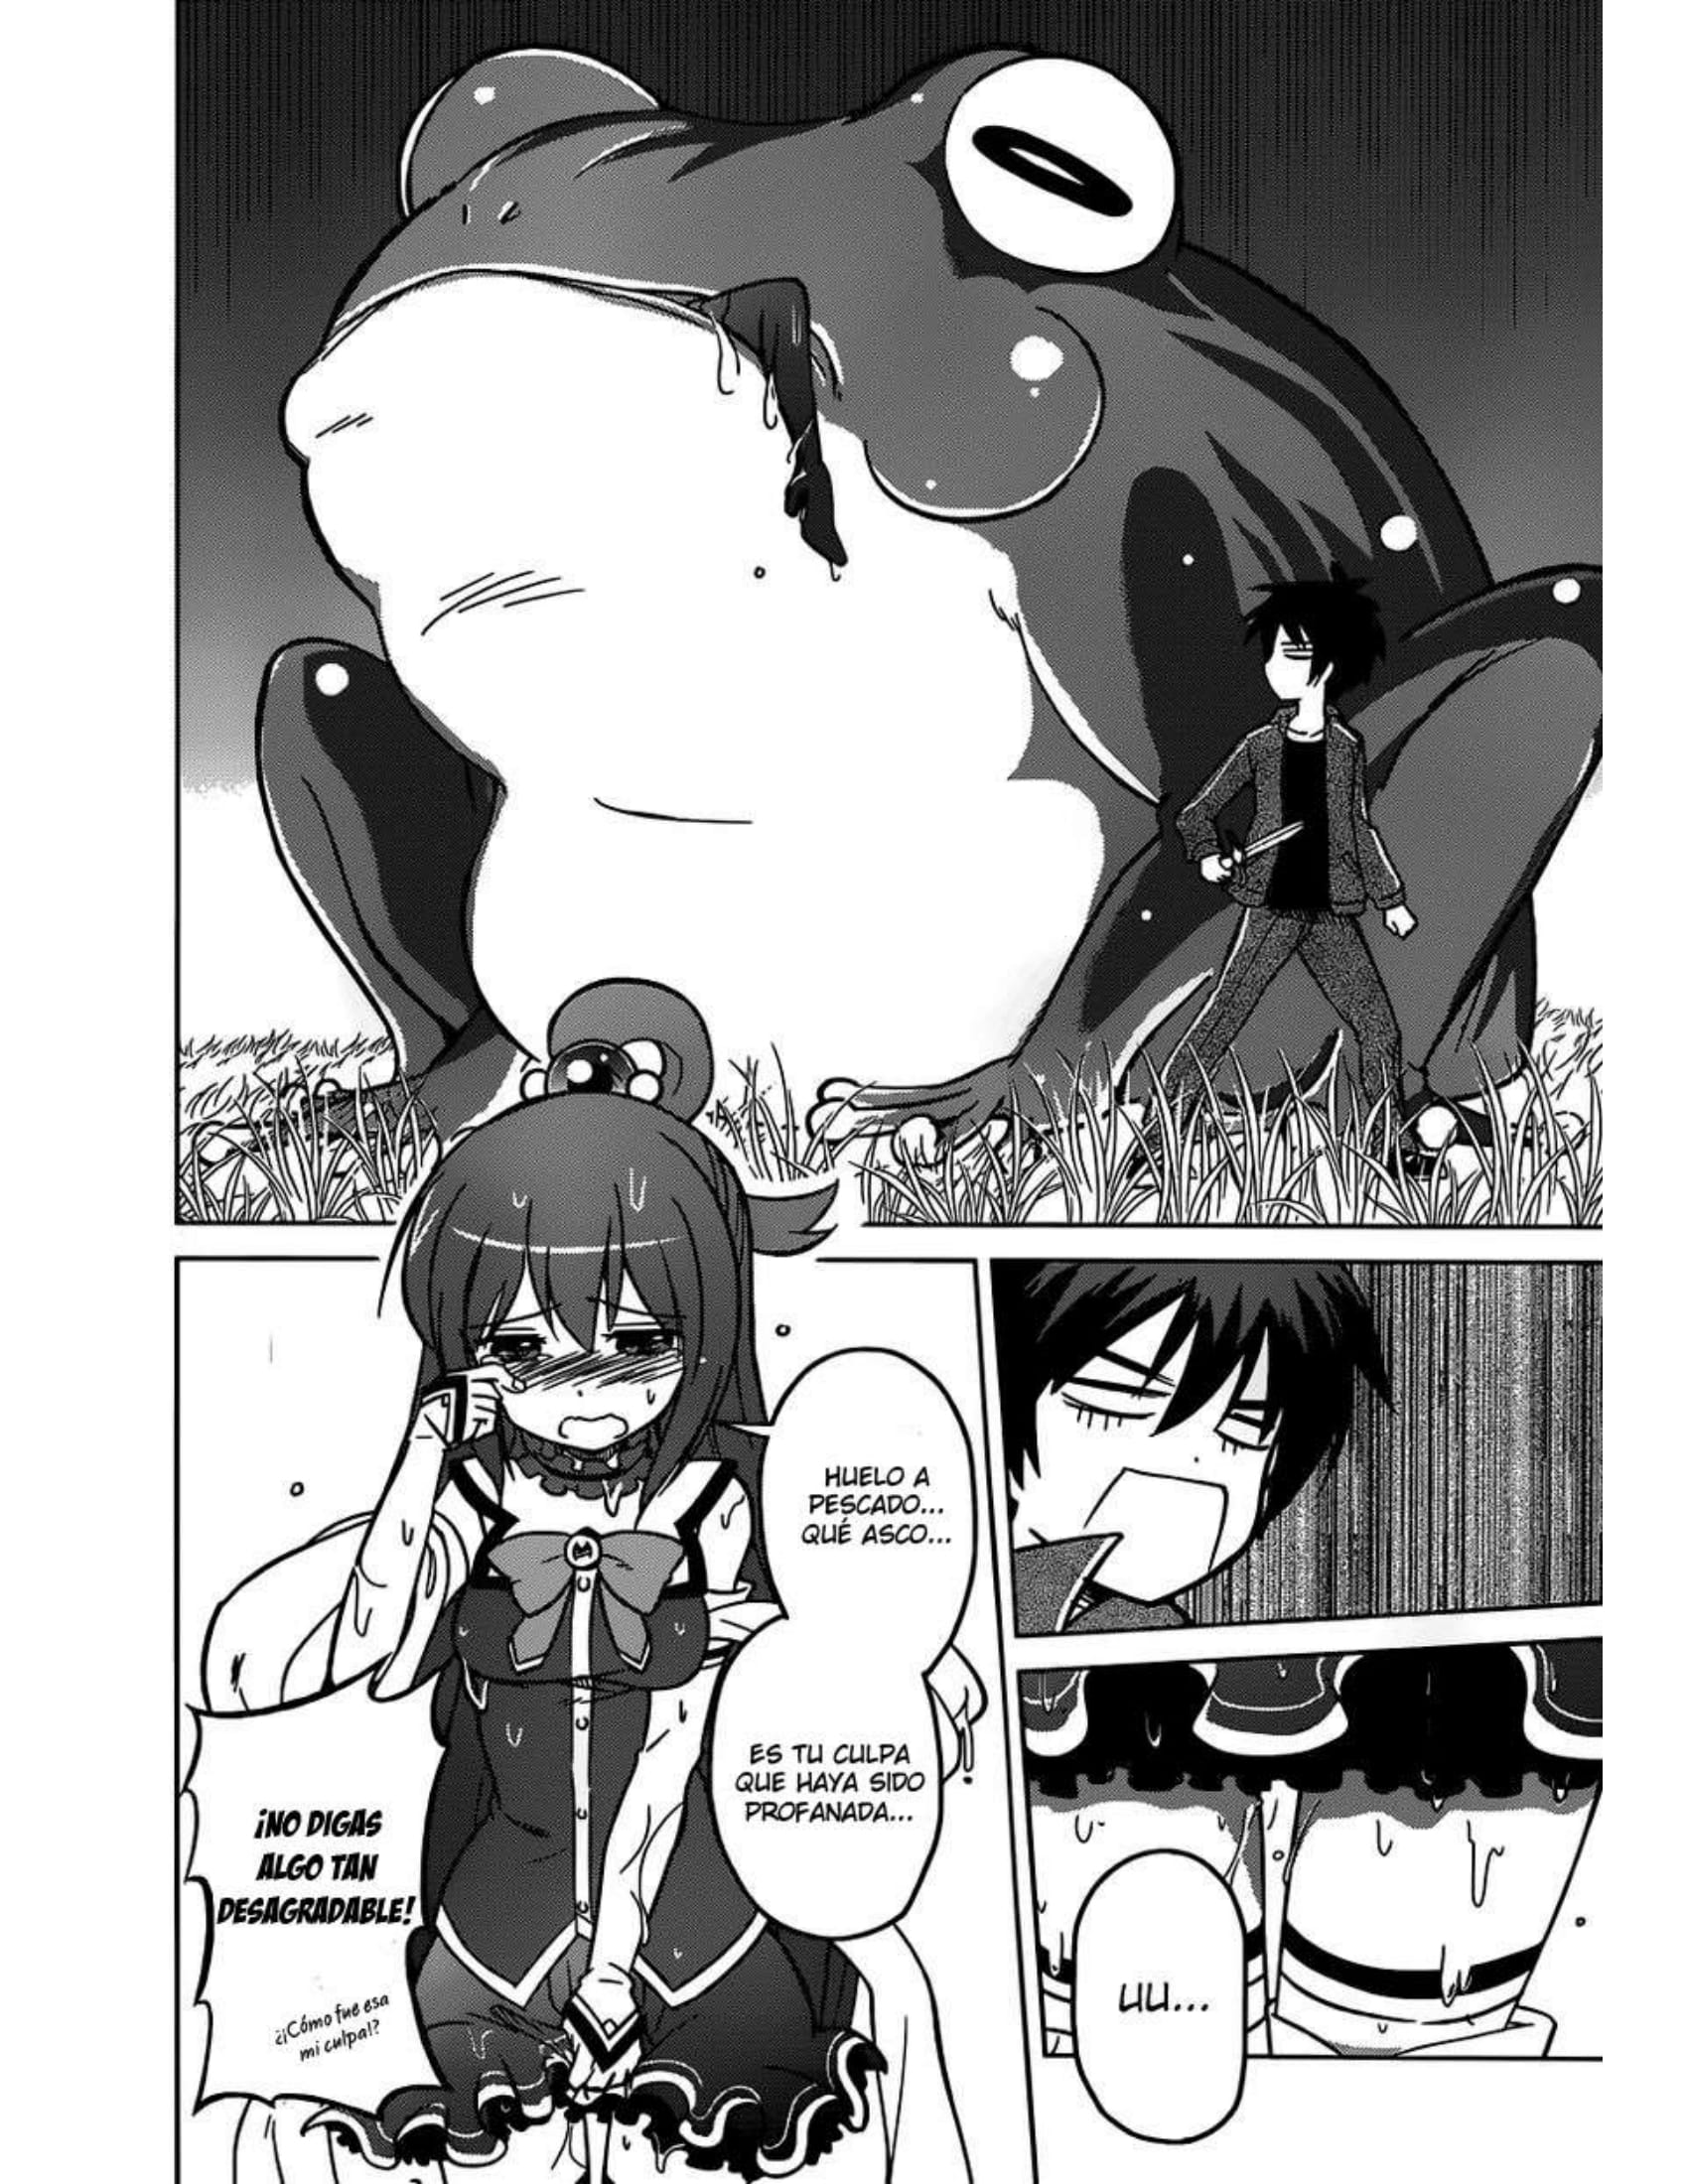 UU...
HUELO A
PESCADO...
QUÉ ASCO...
ES TU CULPA
QUE HAYA SIDO
PROFANADA...
¡NO DIGAS
ALGO TAN
DESAGRADABLE!
¿¡Cómo fue esa
mi culpa!?